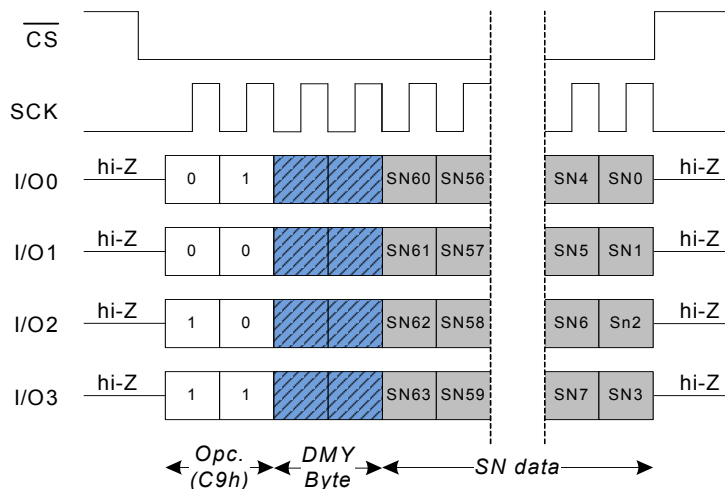 CS
SCK
I/O0 hi-Z 0 1 SN60 SN56 SN4 SN0 hi-Z
I/O1 hi-Z 0 0 SN61 SN57 SN5 SN1 hi-Z
I/O2 hi-Z 1 0 SN62 SN58 SN6 Sn2 hi-Z
I/O3 hi-Z 1 1 SN63 SN59 SN7 SN3 hi-Z
Opc. DMY SN data
(C9h) Byte